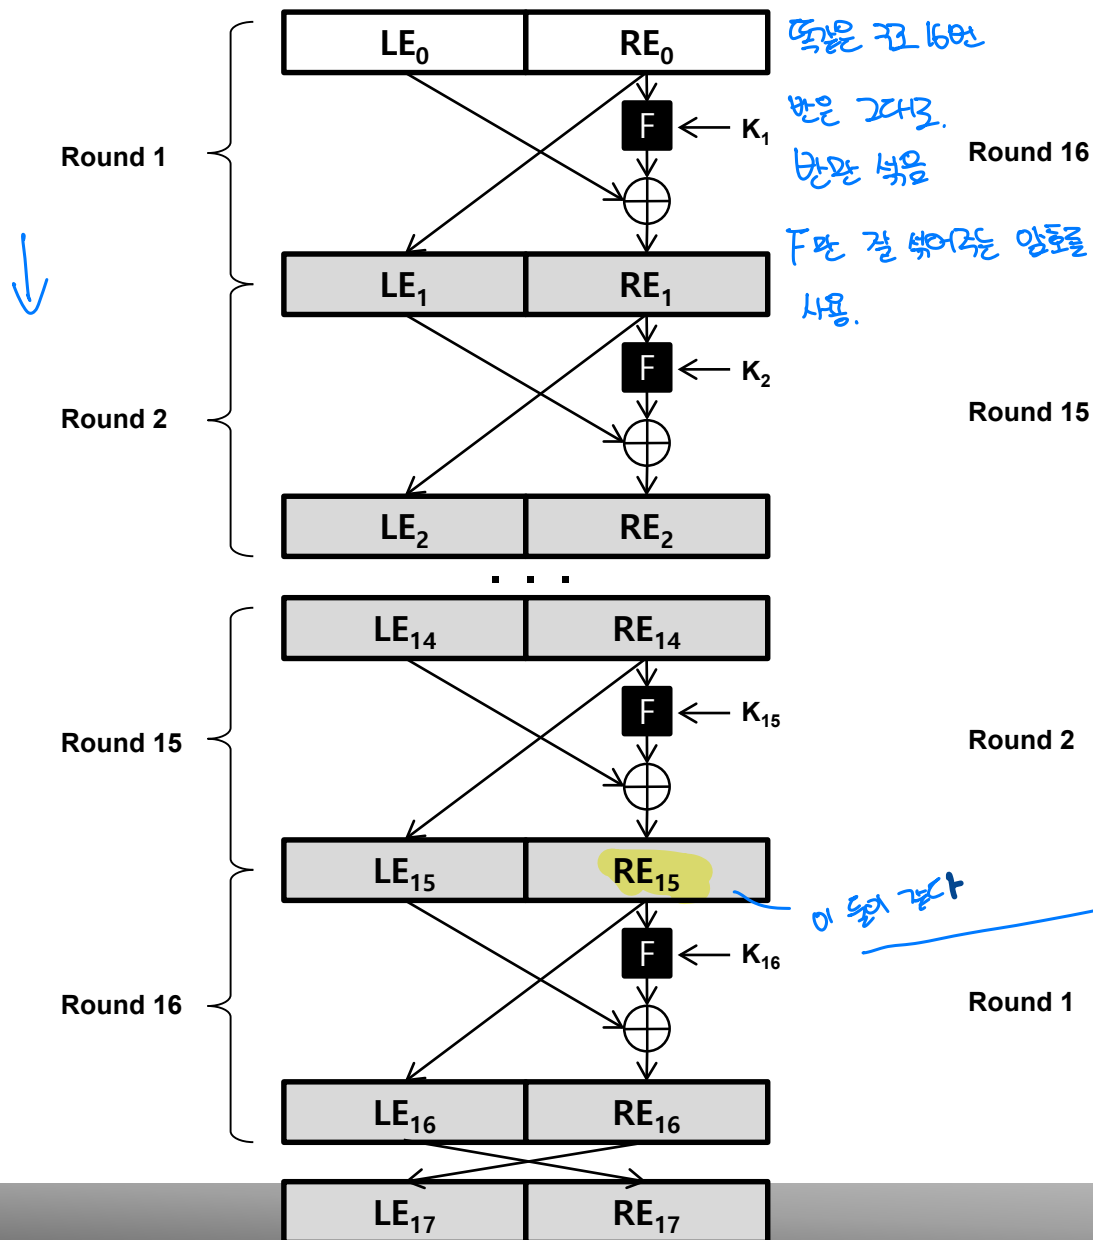 LE₀ RE₀
똑같은 구조 16번
F K₁
반은 그대로.
Round 1
Round 16
반만 섞음
F만 잘 섞어주는 암호를
LE₁ RE₁
사용.
F K₂
Round 2
Round 15
LE₂ RE₂
. . .
LE₁₄ RE₁₄
F K₁₅
Round 15
Round 2
LE₁₅ RE₁₅
이 둘이 같다
F K₁₆
Round 16
Round 1
LE₁₆ RE₁₆
LE₁₇ RE₁₇